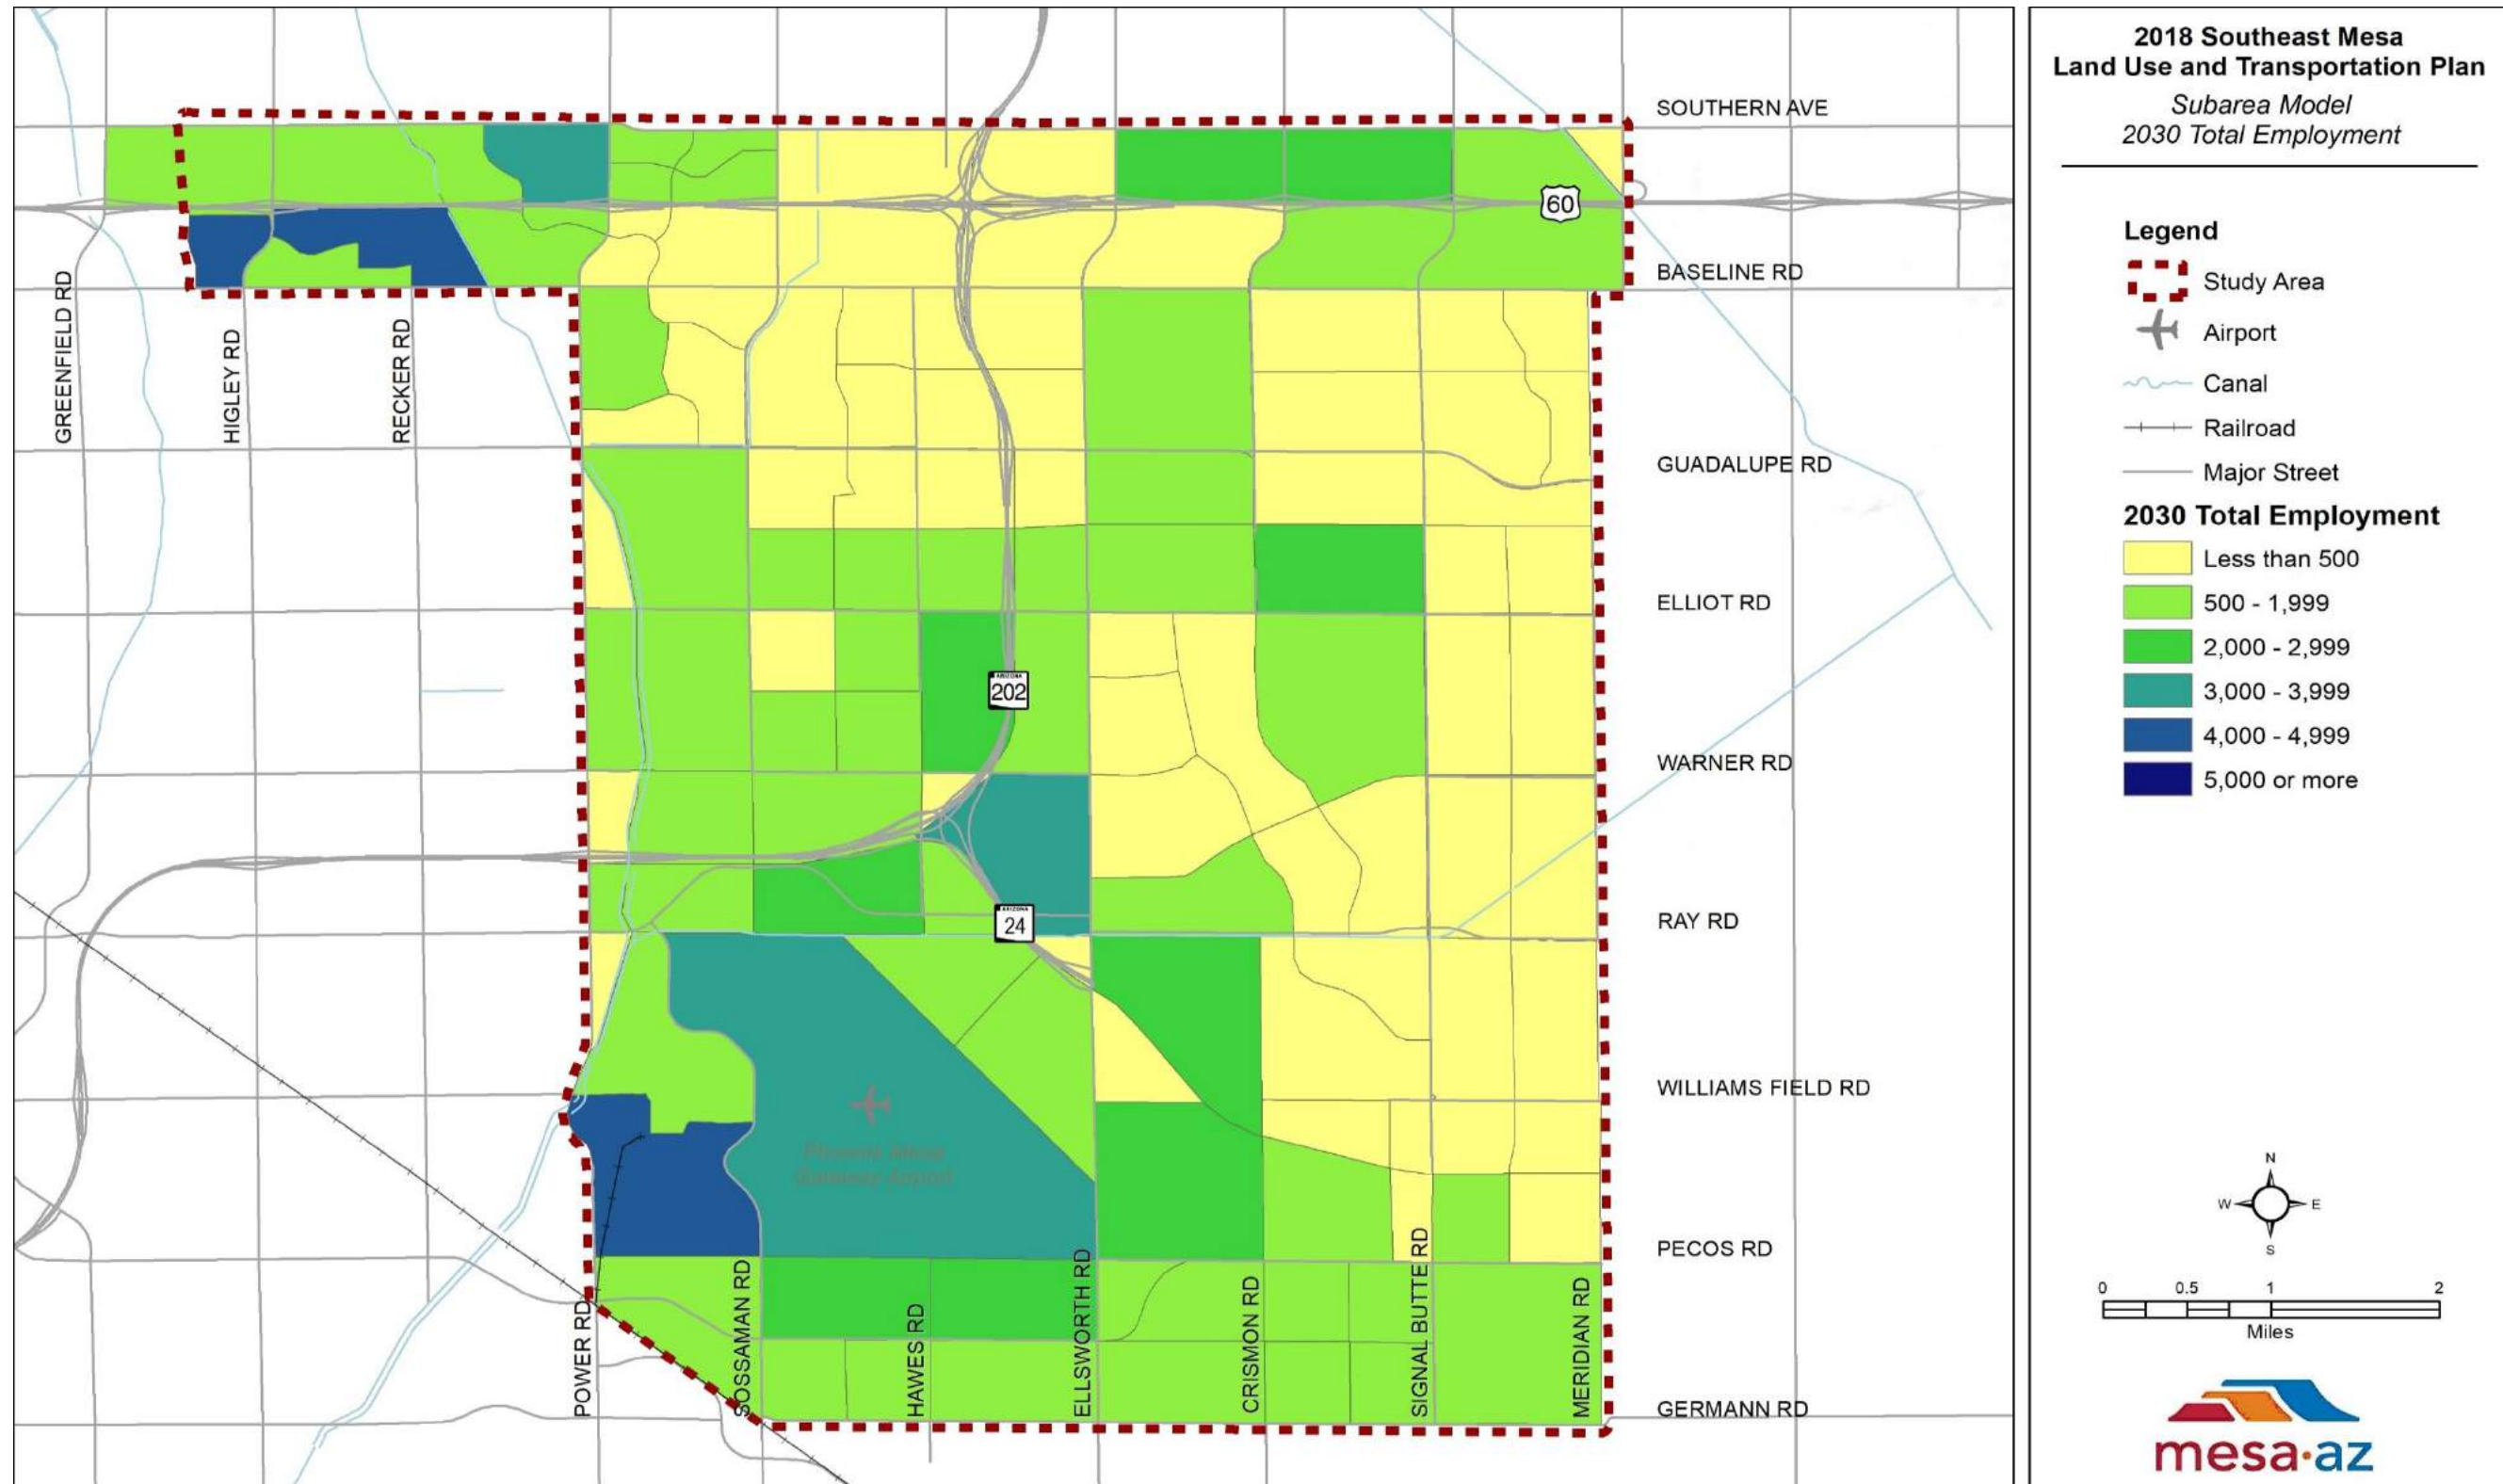 2018 Southeast Mesa
Land Use and Transportation Plan
Subarea Model
2030 Total Employment
Legend
Study Area
Airport
Canal
Railroad
Major Street
2030 Total Employment
Less than 500
500 - 1,999
2,000 - 2,999
3,000 - 3,999
4,000 - 4,999
5,000 or more
SOUTHERN AVE
BASELINE RD
GUADALUPE RD
ELLIOT RD
WARNER RD
RAY RD
WILLIAMS FIELD RD
PECOS RD
GERMANN RD
GREENFIELD RD
HIGLEY RD
RECKER RD
POWER RD
SOSSAMAN RD
HAWES RD
ELLSWORTH RD
CRISMON RD
SIGNAL BUTTE RD
MERIDIAN RD
60
ARIZONA
202
ARIZONA
24
Phoenix Mesa
Gateway Airport
N
W E
S
0 0.5 1 2
Miles
mesa·az